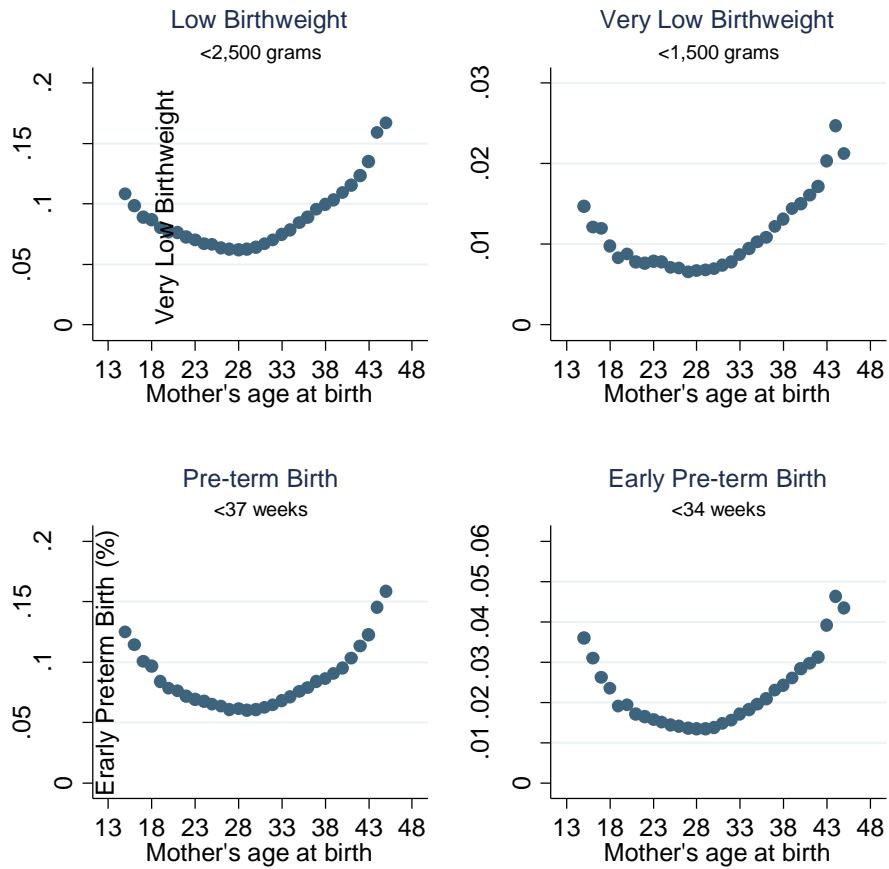 Low Birthweight
<2,500 grams
Very Low Birthweight
0 .05 .1 .15 .2
13 18 23 28 33 38 43 48
Mother's age at birth
Very Low Birthweight
<1,500 grams
0 .01 .02 .03
13 18 23 28 33 38 43 48
Mother's age at birth
Pre-term Birth
<37 weeks
Erarly Preterm Birth (%)
0 .05 .1 .15 .2
13 18 23 28 33 38 43 48
Mother's age at birth
Early Pre-term Birth
<34 weeks
0 .01 .02 .03 .04 .05 .06
13 18 23 28 33 38 43 48
Mother's age at birth